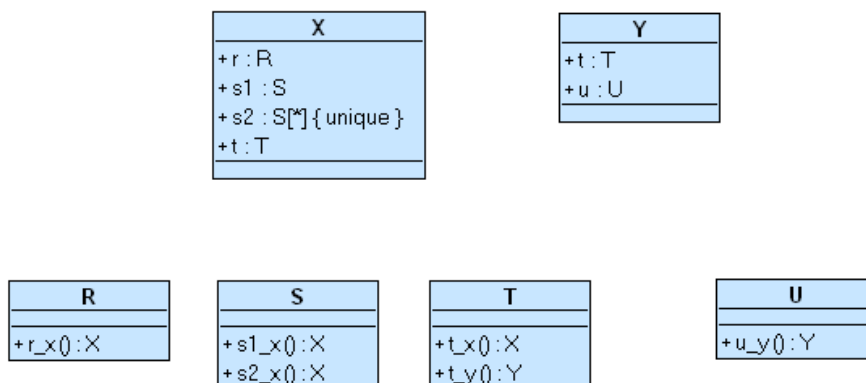 X
+r : R
+s1 : S
+s2 : S[*] { unique }
+t : T
Y
+t : T
+u : U
R
+r_x() : X
S
+s1_x() : X
+s2_x() : X
T
+t_x() : X
+t_y() : Y
U
+u_y() : Y